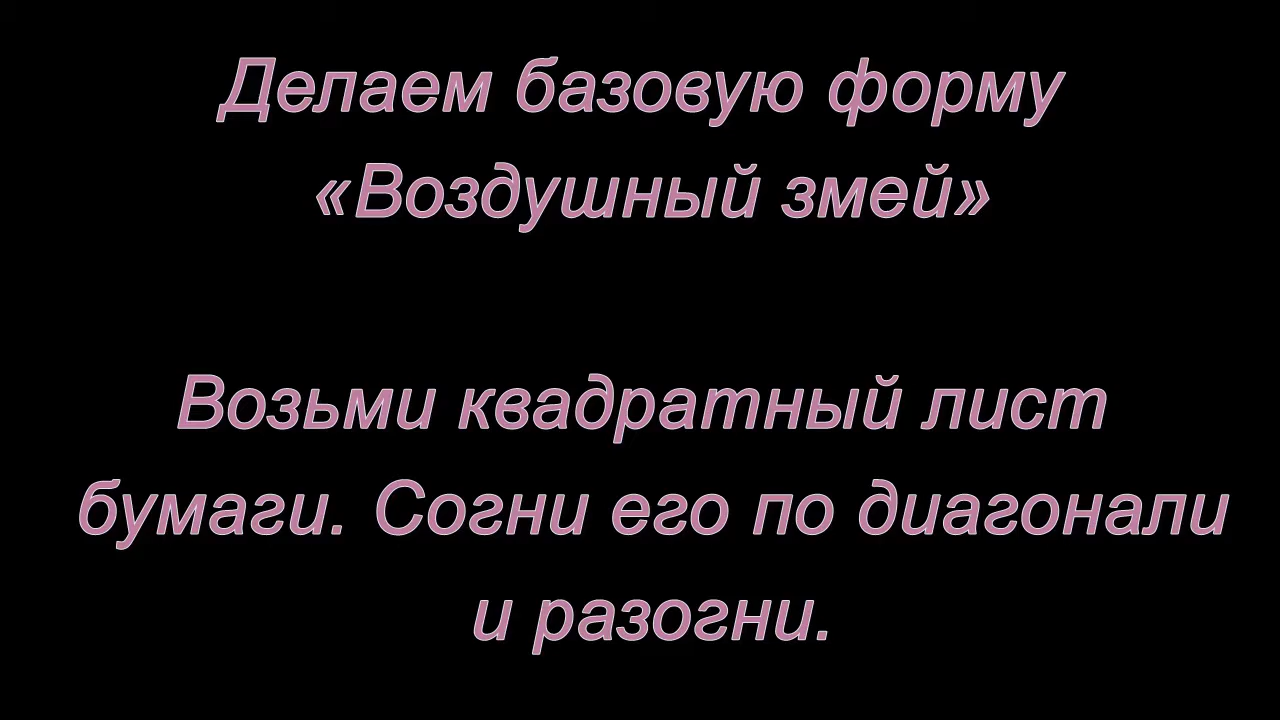 Делаем базовую форму
«Воздушный змей»
Возьми квадратный лист
бумаги. Согни его по диагонали
и разогни.